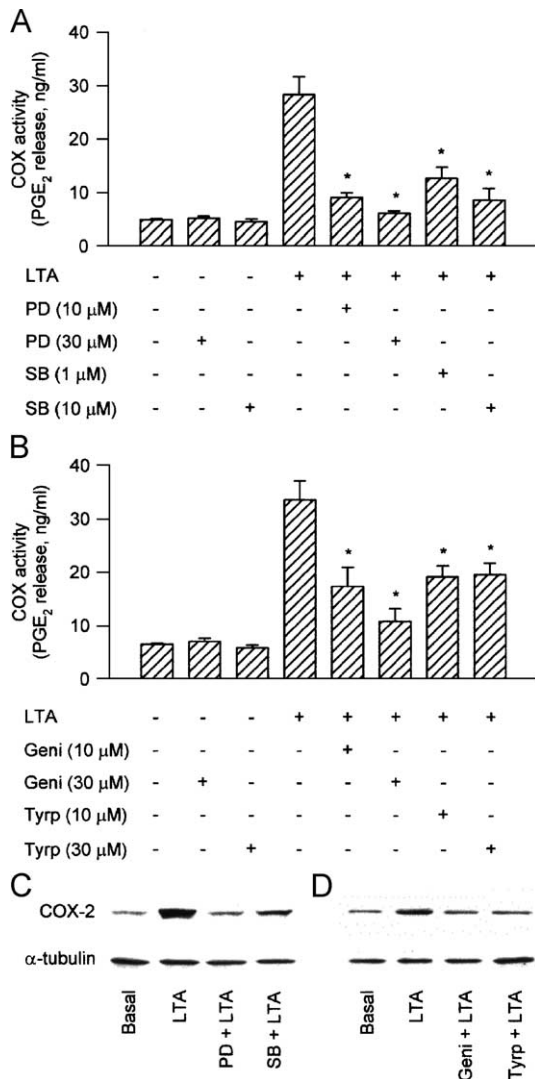 A
COX activity
(PGE₂ release, ng/ml)
40
30
20
10
0
*
*
*
*
LTA - - - + + + + +
PD (10 μM) - - - - + - - -
PD (30 μM) - + - - - + - -
SB (1 μM) - - - - - - + -
SB (10 μM) - - + - - - - +
B
COX activity
(PGE₂ release, ng/ml)
40
30
20
10
0
*
*
*
*
LTA - - - + + + + +
Geni (10 μM) - - - - + - - -
Geni (30 μM) - + - - - + - -
Tyrp (10 μM) - - - - - - + -
Tyrp (30 μM) - - + - - - - +
C
D
COX-2
α-tubulin
Basal
LTA
PD + LTA
SB + LTA
Basal
LTA
Geni + LTA
Tyrp + LTA